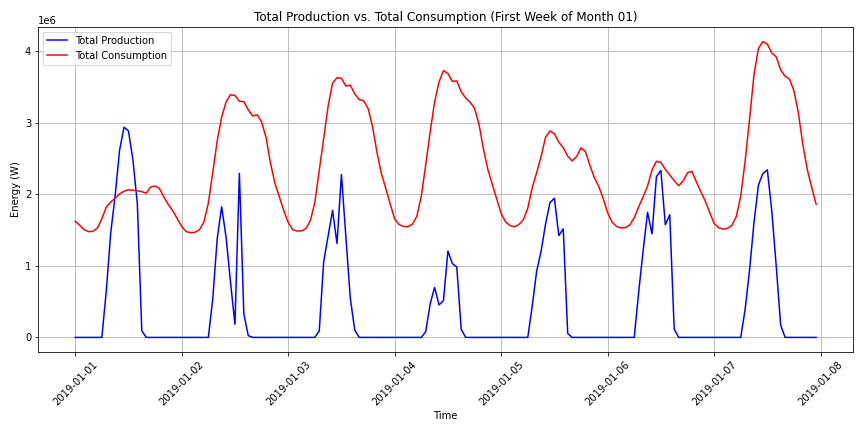 Total Production vs. Total Consumption (First Week of Month 01)
1e6
Total Production
Total Consumption
4
3
2
1
0
Energy (W)
2019-01-01
2019-01-02
2019-01-03
2019-01-04
2019-01-05
2019-01-06
2019-01-07
2019-01-08
Time